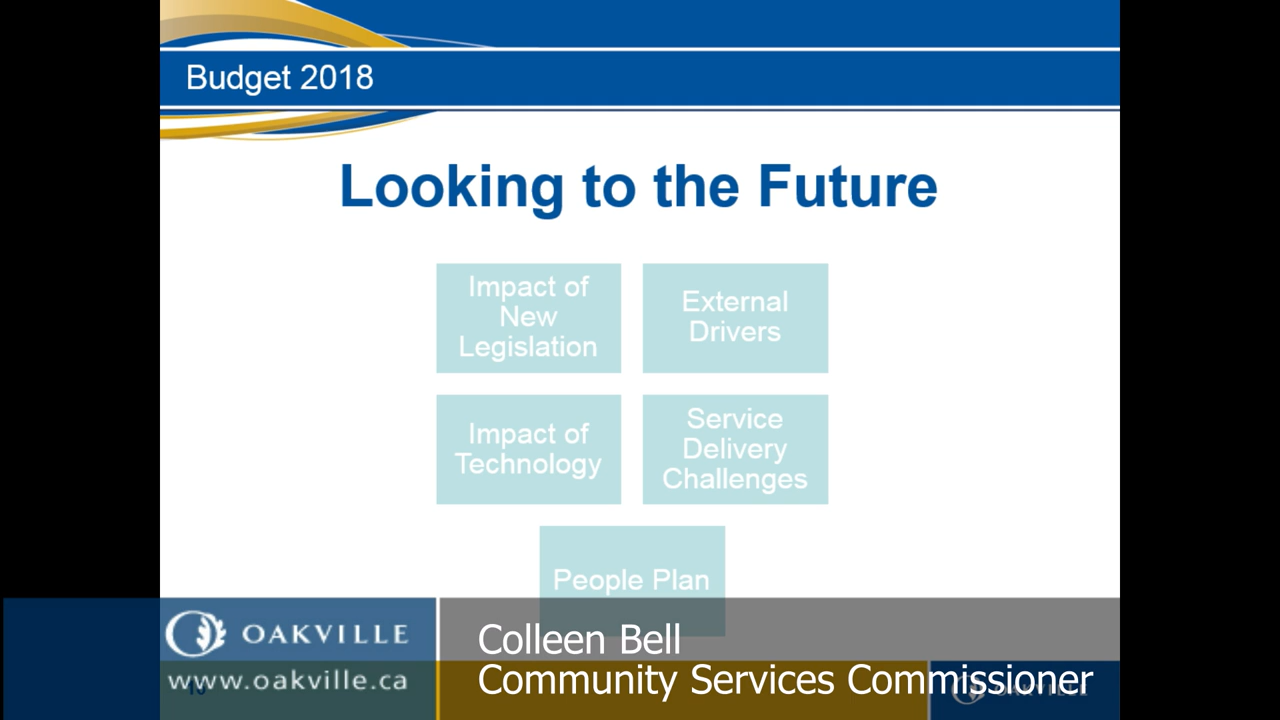 Budget 2018
Looking to the Future
Impact of
New
Legislation
External
Drivers
Impact of
Technology
Service
Delivery
Challenges
People Plan
OAKVILLE
www.oakville.ca
Colleen Bell
Community Services Commissioner
OAKVILLE